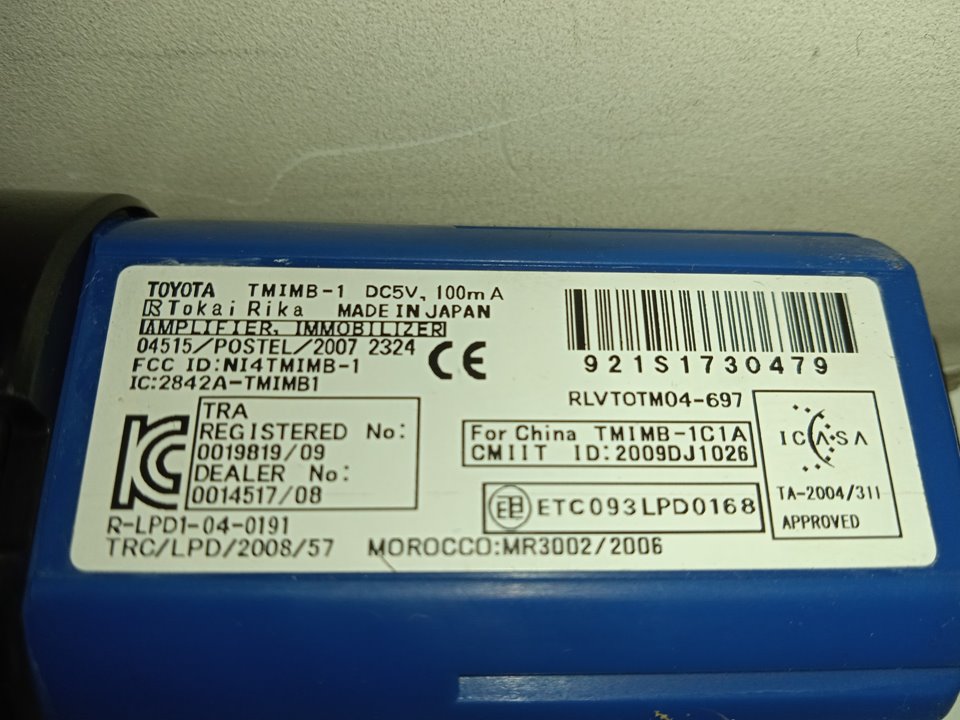 TOYOTA TMIMB-1 DC5V, 100mA
Tokai Rika MADE IN JAPAN
AMPLIFIER, IMMOBILIZER
04515/POSTEL/2007 2324
FCC ID:NI4TMIMB-1
IC:2842A-TMIMB1
CE
921S1730479
RLVTOTM04-697
TRA
REGISTERED No:
0019819/09
DEALER No:
0014517/08
For China TMIMB-1C1A
CMIIT ID:2009DJ1026
ICASA
TA-2004/311
APPROVED
ETC093LPD0168
R-LPD1-04-0191
TRC/LPD/2008/57 MOROCCO:MR3002/2006